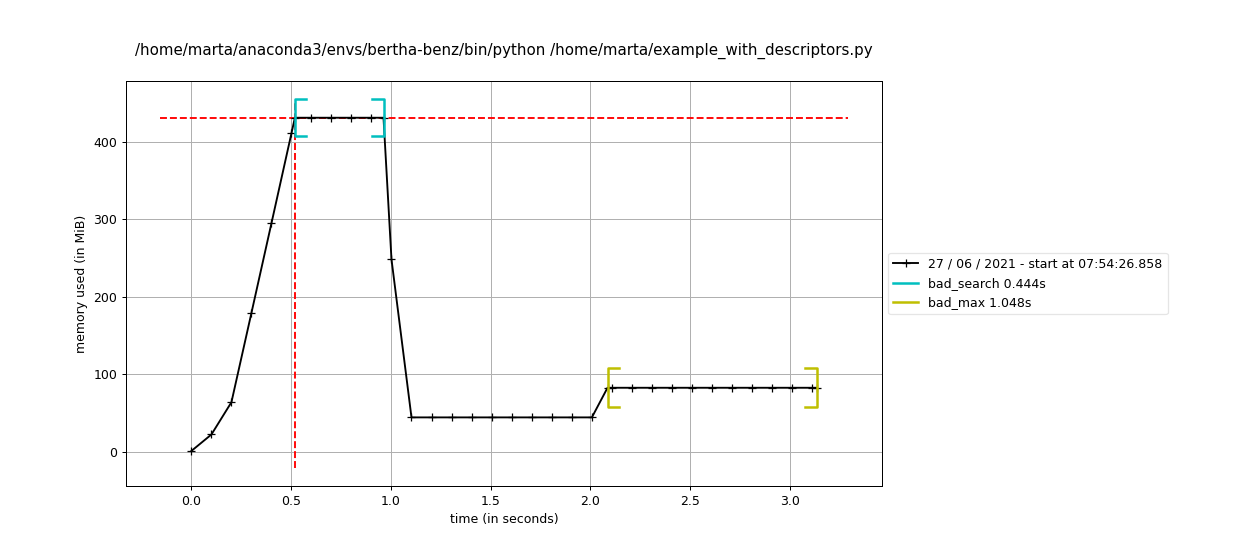 /home/marta/anaconda3/envs/bertha-benz/bin/python /home/marta/example_with_descriptors.py
400
300
200
100
0
memory used (in MiB)
0.0 0.5 1.0 1.5 2.0 2.5 3.0
time (in seconds)
27 / 06 / 2021 - start at 07:54:26.858
bad_search 0.444s
bad_max 1.048s